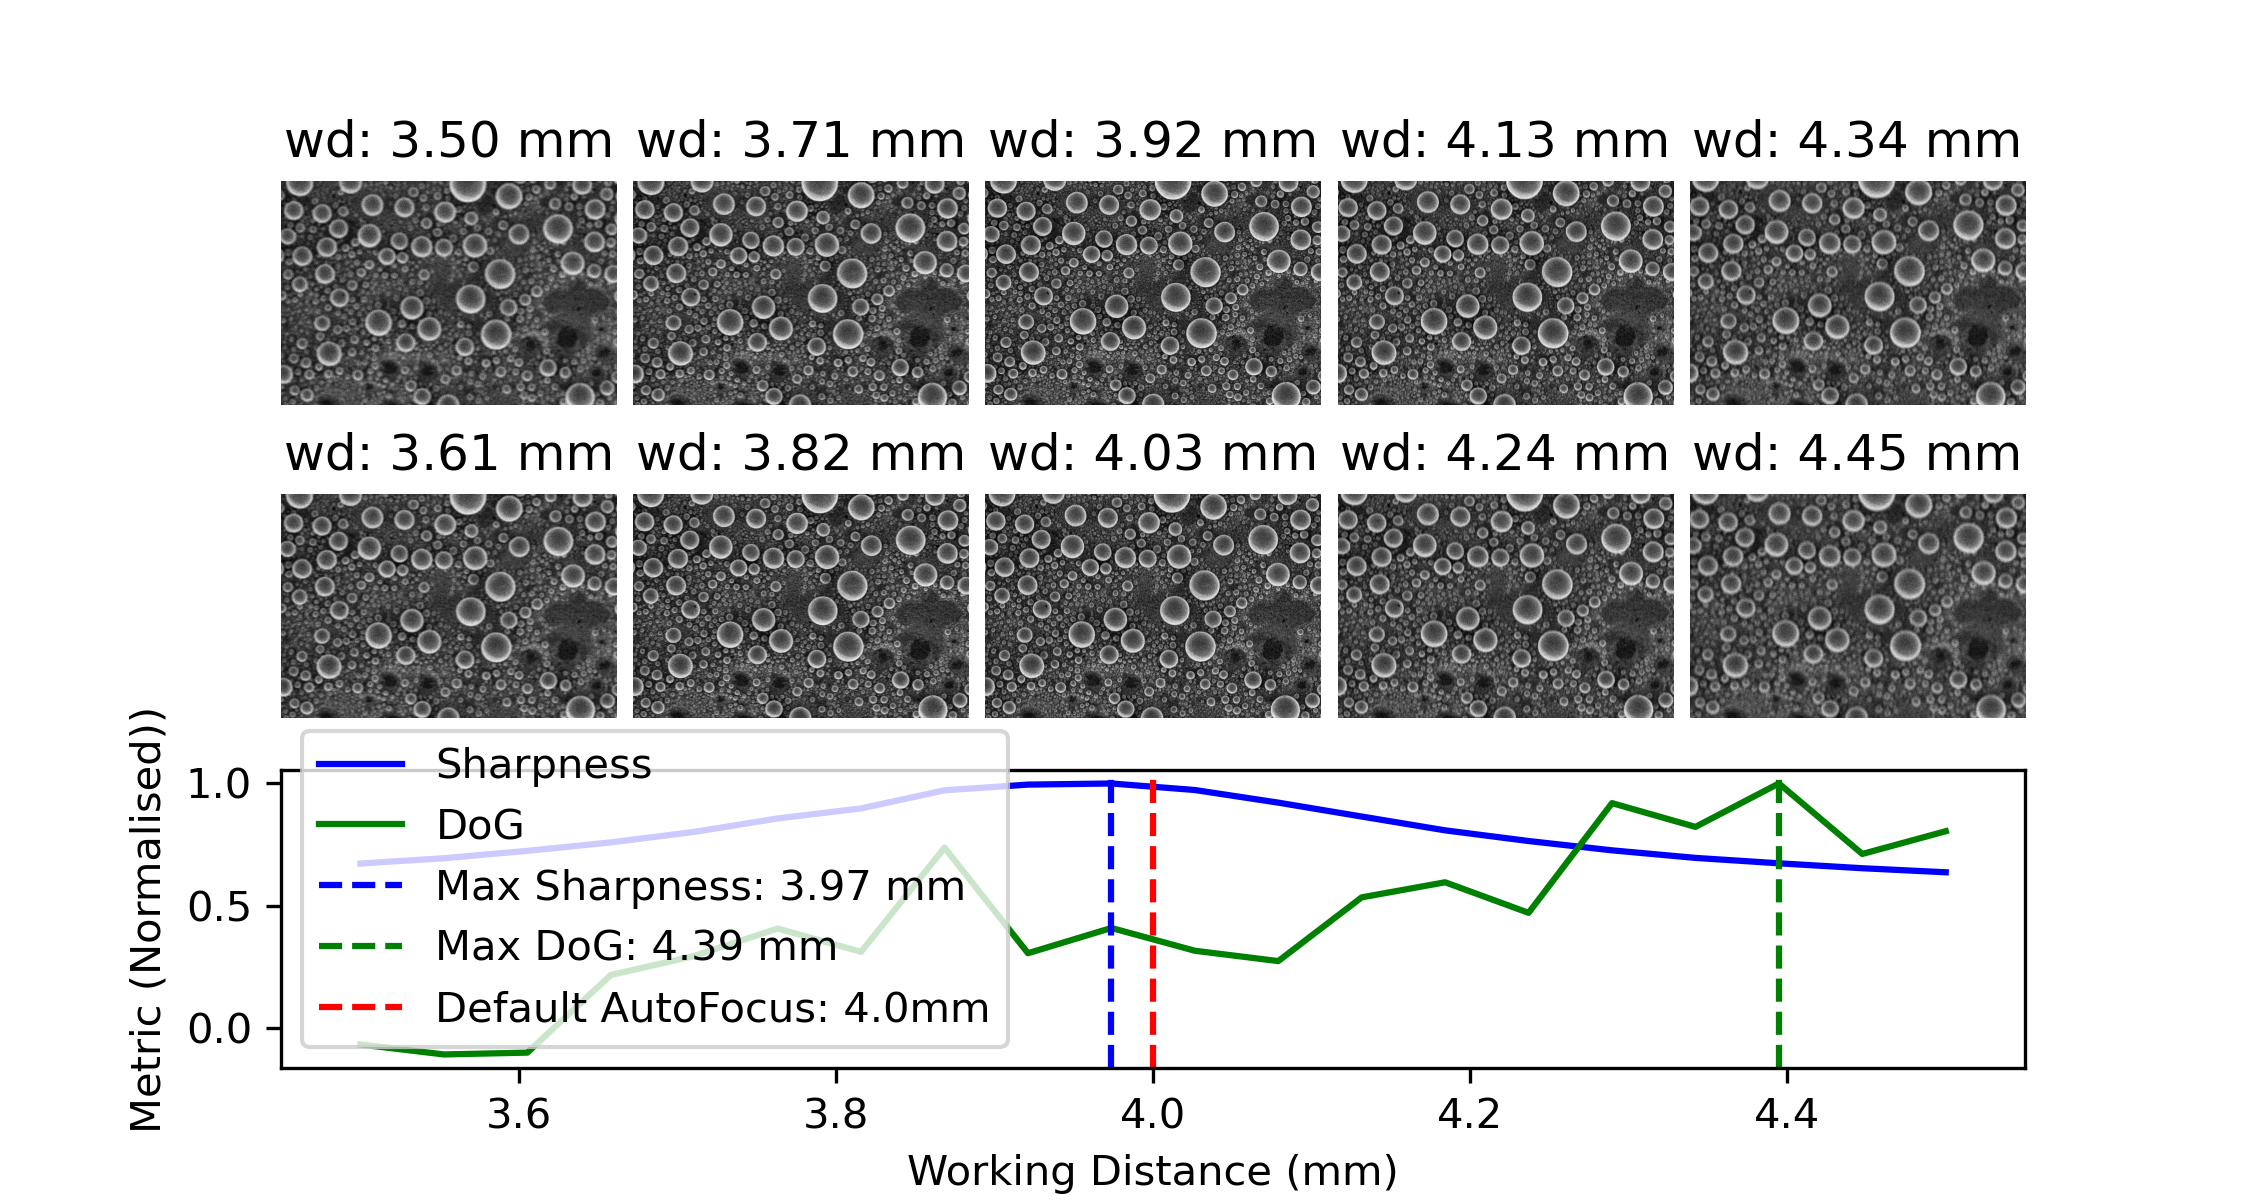 wd: 3.50 mm wd: 3.71 mm wd: 3.92 mm wd: 4.13 mm wd: 4.34 mm
wd: 3.61 mm wd: 3.82 mm wd: 4.03 mm wd: 4.24 mm wd: 4.45 mm
Metric (Normalised))
1.0
0.5
0.0
Sharpness
DoG
Max Sharpness: 3.97 mm
Max DoG: 4.39 mm
Default AutoFocus: 4.0mm
3.6 3.8 4.0 4.2 4.4
Working Distance (mm)